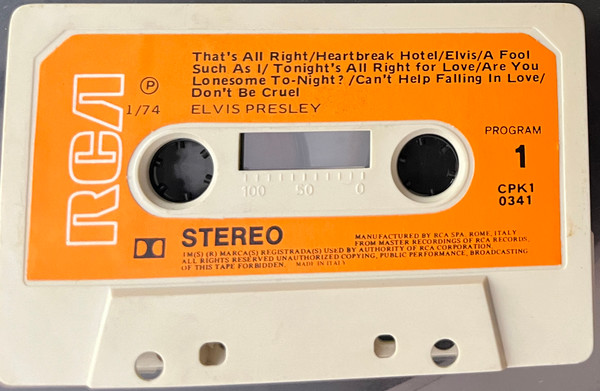 RCA
That's All Right/Heartbreak Hotel/Elvis/A Fool
Such As I/ Tonight's All Right for Love/Are You
Lonesome To-Night? /Can't Help Falling In Love/
Don't Be Cruel
ELVIS PRESLEY
℗
1/74
PROGRAM
1
CPK1
0341
100 50 0
STEREO
MANUFACTURED BY RCA SPA. ROME, ITALY
FROM MASTER RECORDINGS OF RCA RECORDS.
TM(S) (R) MARCA(S) REGISTRADA(S) USED BY AUTHORITY OF RCA CORPORATION.
ALL RIGHTS RESERVED UNAUTHORIZED COPYING, PUBLIC PERFORMANCE, BROADCASTING
OF THIS TAPE FORBIDDEN. MADE IN ITALY